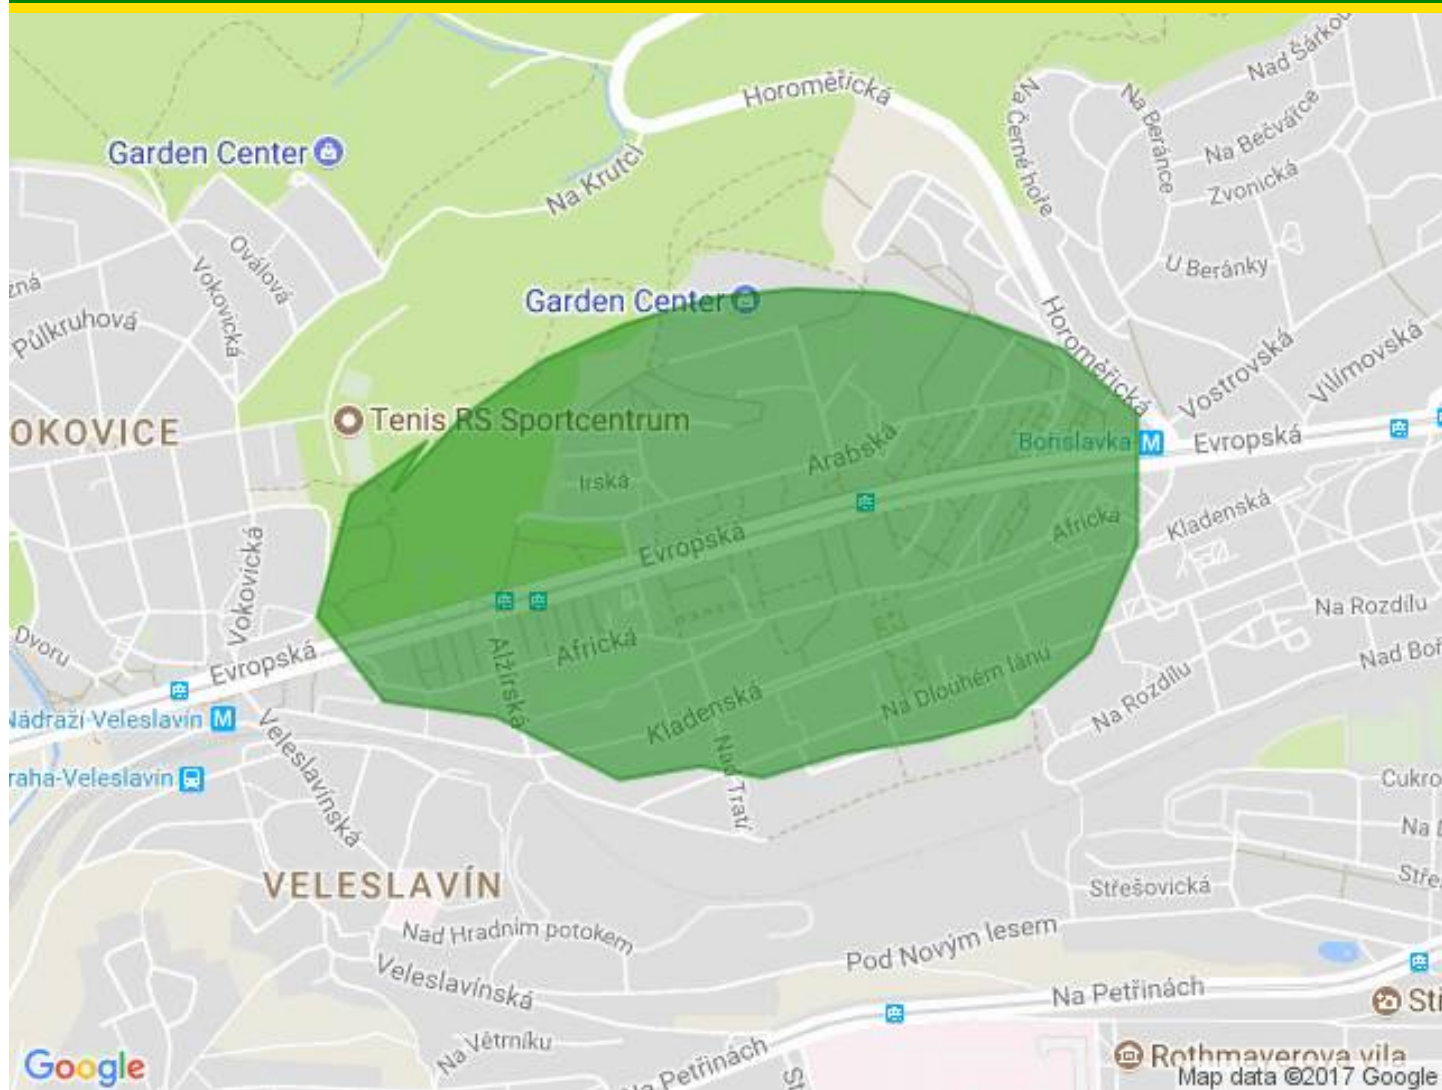 Nad Šárkou
Horoměřická
Na Černé hoře
Na Beránce
Na Bečvářce
Garden Center
Na Krutci
Zvonická
Oválová
Vokovická
U Beránky
Garden Center
Půlkruhová
Horoměřická
Vostrovská
Vilímovská
Tenis RS Sportcentrum
OKOVICE
Arabská
Bořislavka M
Evropská
Irská
Evropská
Africká
Kladenská
Vokovická
Na Rozdílu
Dvoru
Evropská
Alžírská
Africká
Na Dlouhém lánu
Nad Boř
Na Rozdílu
Kladenská
Nádraží Veleslavín M
Veleslavínská
Nad Tratí
raha-Veleslavín
Cukro
VELESLAVÍN
Střešovická
Stře
Nad Hradním potokem
Pod Novým lesem
Veleslavínská
Na Petřinách
Stř
Na Větrníku
Na Petřinách
Rothmayerova vila
Google
Map data ©2017 Google